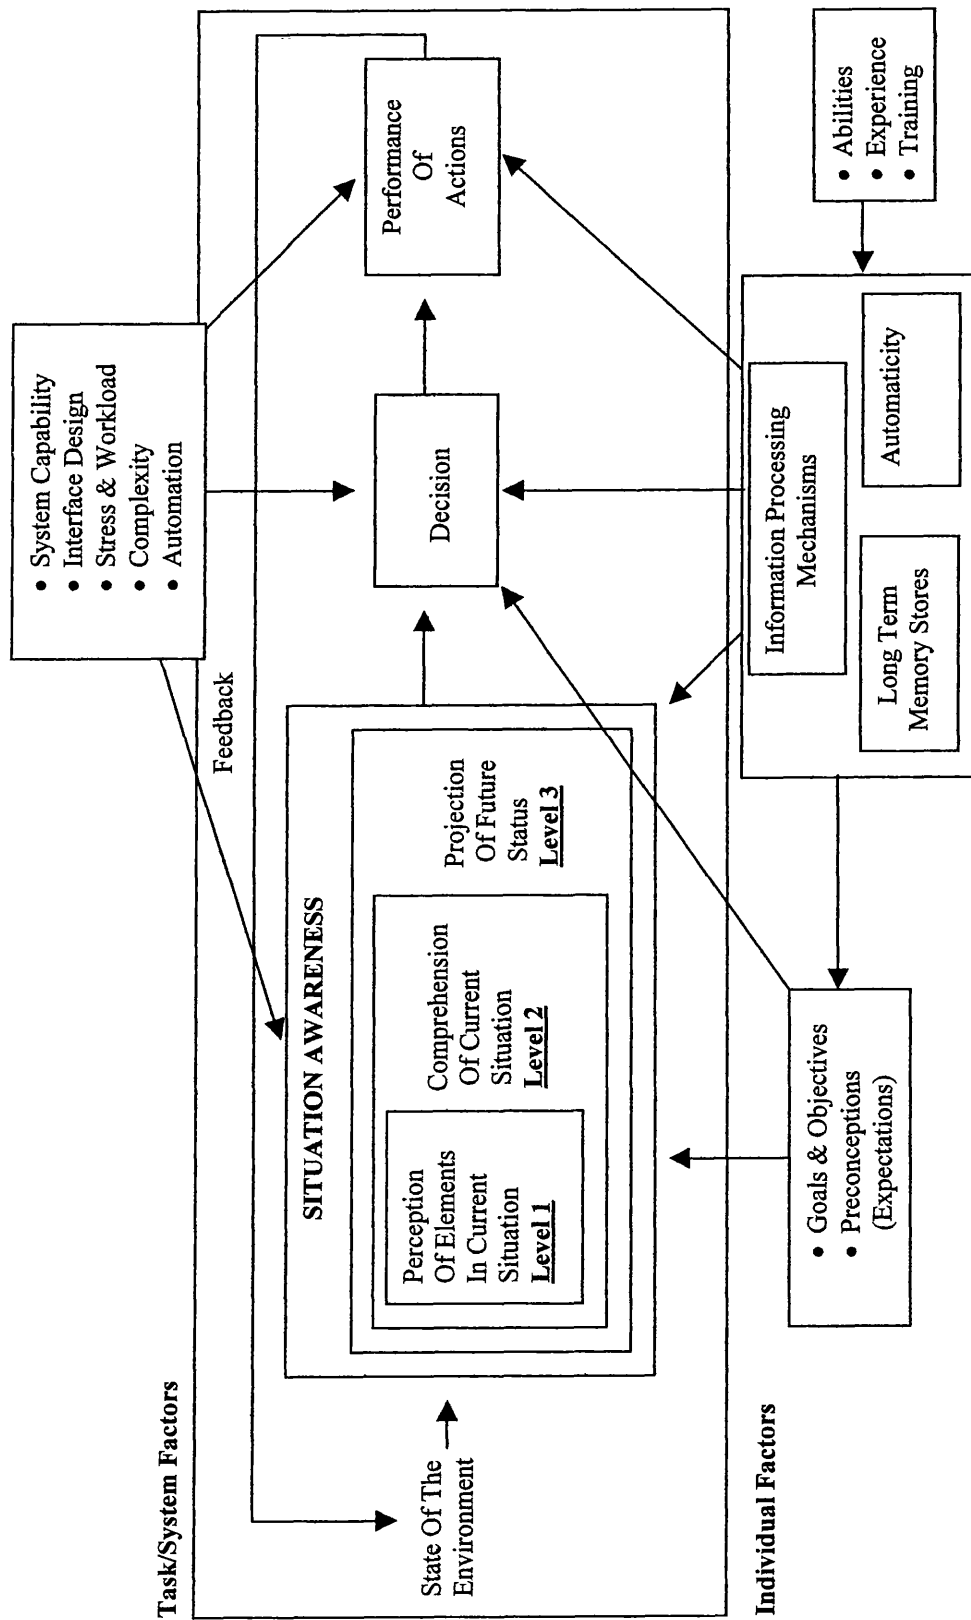 Task/System Factors
• System Capability
• Interface Design
• Stress & Workload
• Complexity
• Automation
Feedback
SITUATION AWARENESS
Perception
Of Elements
In Current
Situation
Level 1
Comprehension
Of Current
Situation
Level 2
Projection
Of Future
Status
Level 3
State Of The
Environment
Decision
Performance
Of
Actions
Individual Factors
• Goals & Objectives
• Preconceptions
(Expectations)
Information Processing
Mechanisms
Long Term
Memory Stores
Automaticity
• Abilities
• Experience
• Training